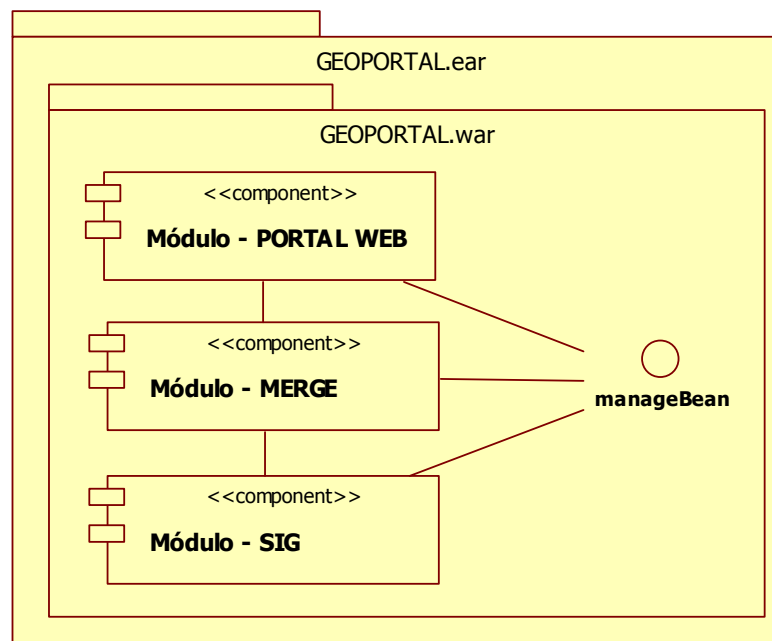 GEOPORTAL.ear
GEOPORTAL.war
<<component>>
Módulo - PORTAL WEB
<<component>>
Módulo - MERGE
manageBean
<<component>>
Módulo - SIG